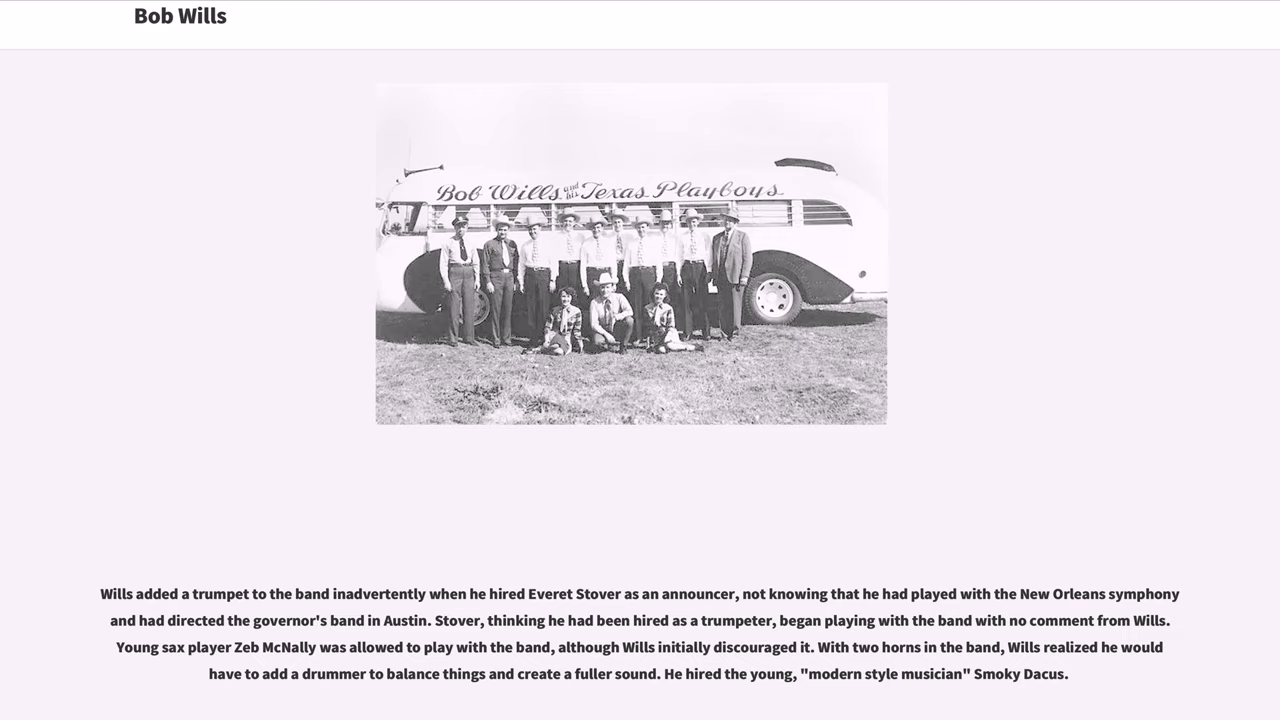 Bob Wills
Bob Wills and his Texas Playboys
Wills added a trumpet to the band inadvertently when he hired Everet Stover as an announcer, not knowing that he had played with the New Orleans symphony
and had directed the governor's band in Austin. Stover, thinking he had been hired as a trumpeter, began playing with the band with no comment from Wills.
Young sax player Zeb McNally was allowed to play with the band, although Wills initially discouraged it. With two horns in the band, Wills realized he would
have to add a drummer to balance things and create a fuller sound. He hired the young, "modern style musician" Smoky Dacus.